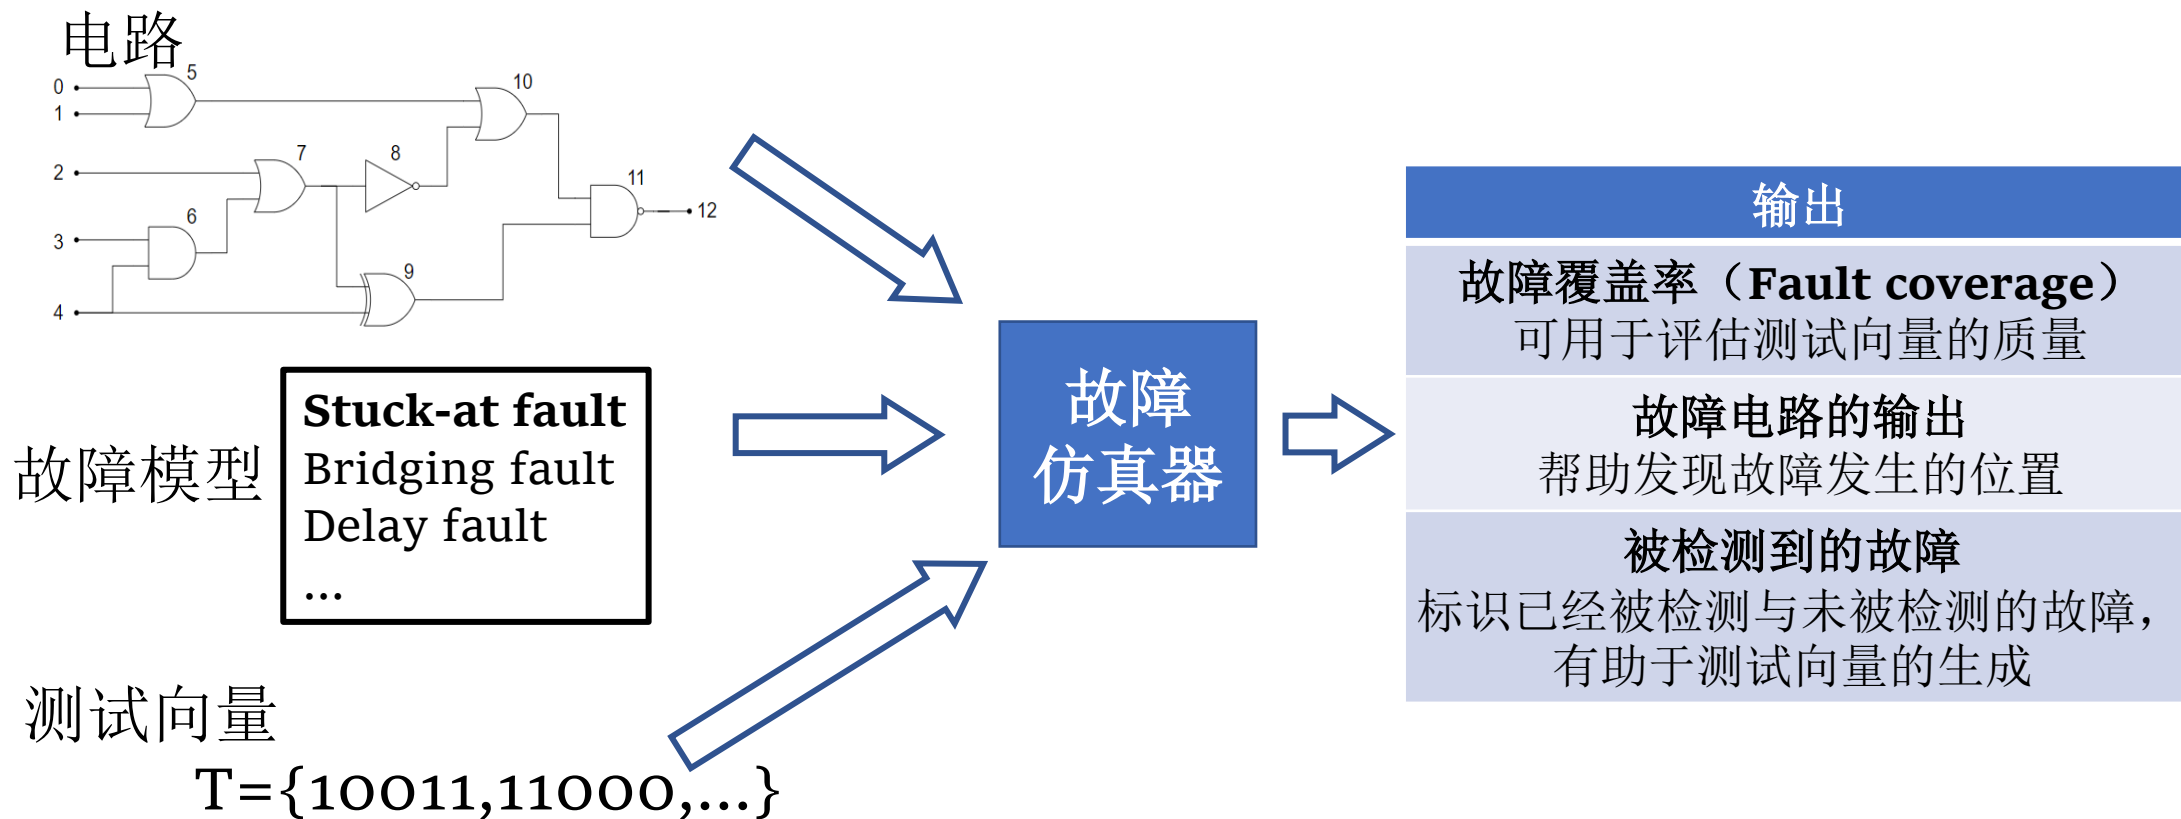 电路
0
1
2
3
4
5
6
7
8
9
10
11
12
故障模型
Stuck-at fault
Bridging fault
Delay fault
...
测试向量
T={10011,11000,...}
故障
仿真器
输出
故障覆盖率（Fault coverage）
可用于评估测试向量的质量
故障电路的输出
帮助发现故障发生的位置
被检测到的故障
标识已经被检测与未被检测的故障，
有助于测试向量的生成